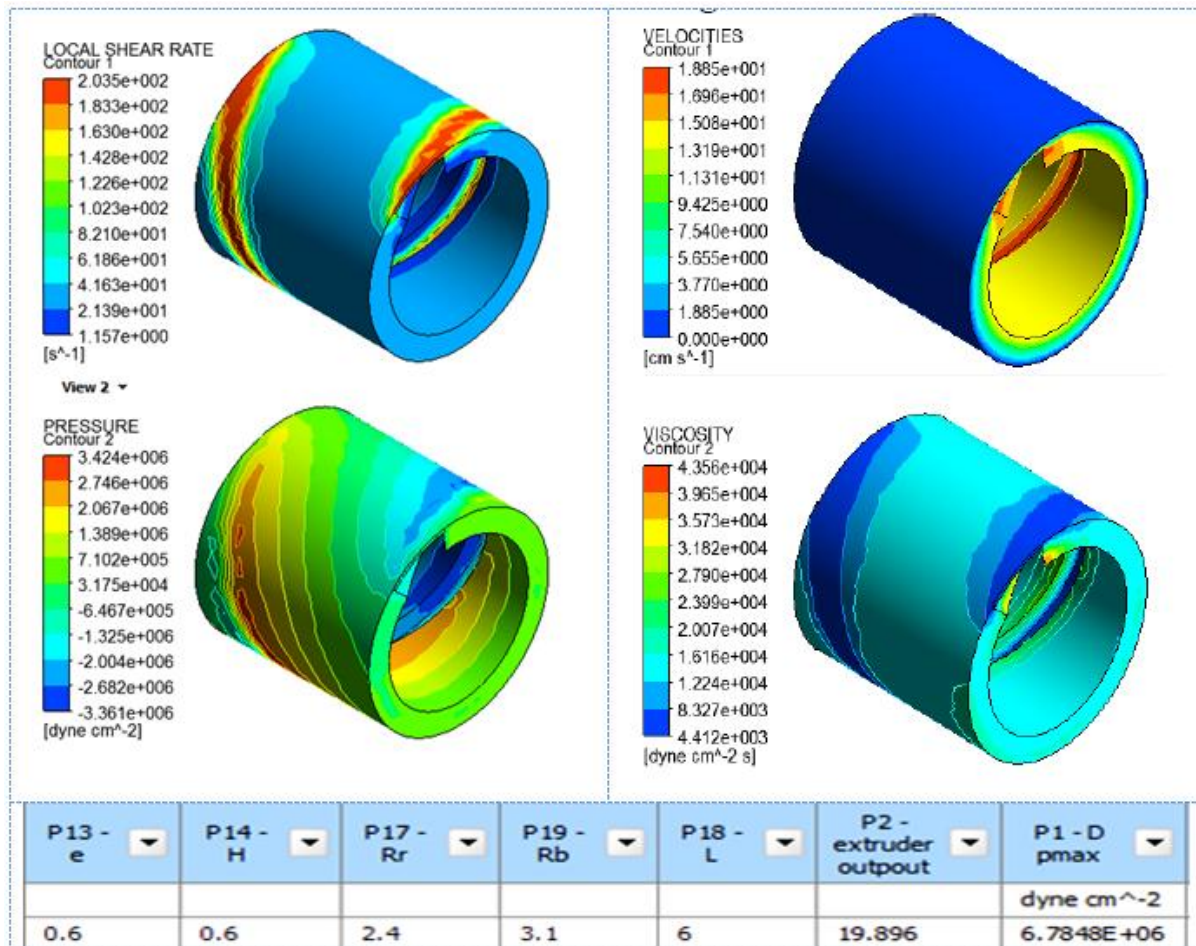 LOCAL SHEAR RATE
Contour 1
2.035e+002
1.833e+002
1.630e+002
1.428e+002
1.226e+002
1.023e+002
8.210e+001
6.186e+001
4.163e+001
2.139e+001
1.157e+000
[s^-1]
VELOCITIES
Contour 1
1.885e+001
1.696e+001
1.508e+001
1.319e+001
1.131e+001
9.425e+000
7.540e+000
5.655e+000
3.770e+000
1.885e+000
0.000e+000
[cm s^-1]
View 2
PRESSURE
Contour 2
3.424e+006
2.746e+006
2.067e+006
1.389e+006
7.102e+005
3.175e+004
-6.467e+005
-1.325e+006
-2.004e+006
-2.682e+006
-3.361e+006
[dyne cm^-2]
VISCOSITY
Contour 2
4.356e+004
3.965e+004
3.573e+004
3.182e+004
2.790e+004
2.399e+004
2.007e+004
1.616e+004
1.224e+004
8.327e+003
4.412e+003
[dyne cm^-2 s]
P13 - e
P14 - H
P17 - Rr
P19 - Rb
P18 - L
P2 - extruder outpout
P1 - D pmax
dyne cm^-2
0.6 0.6 2.4 3.1 6 19.896 6.7848E+06